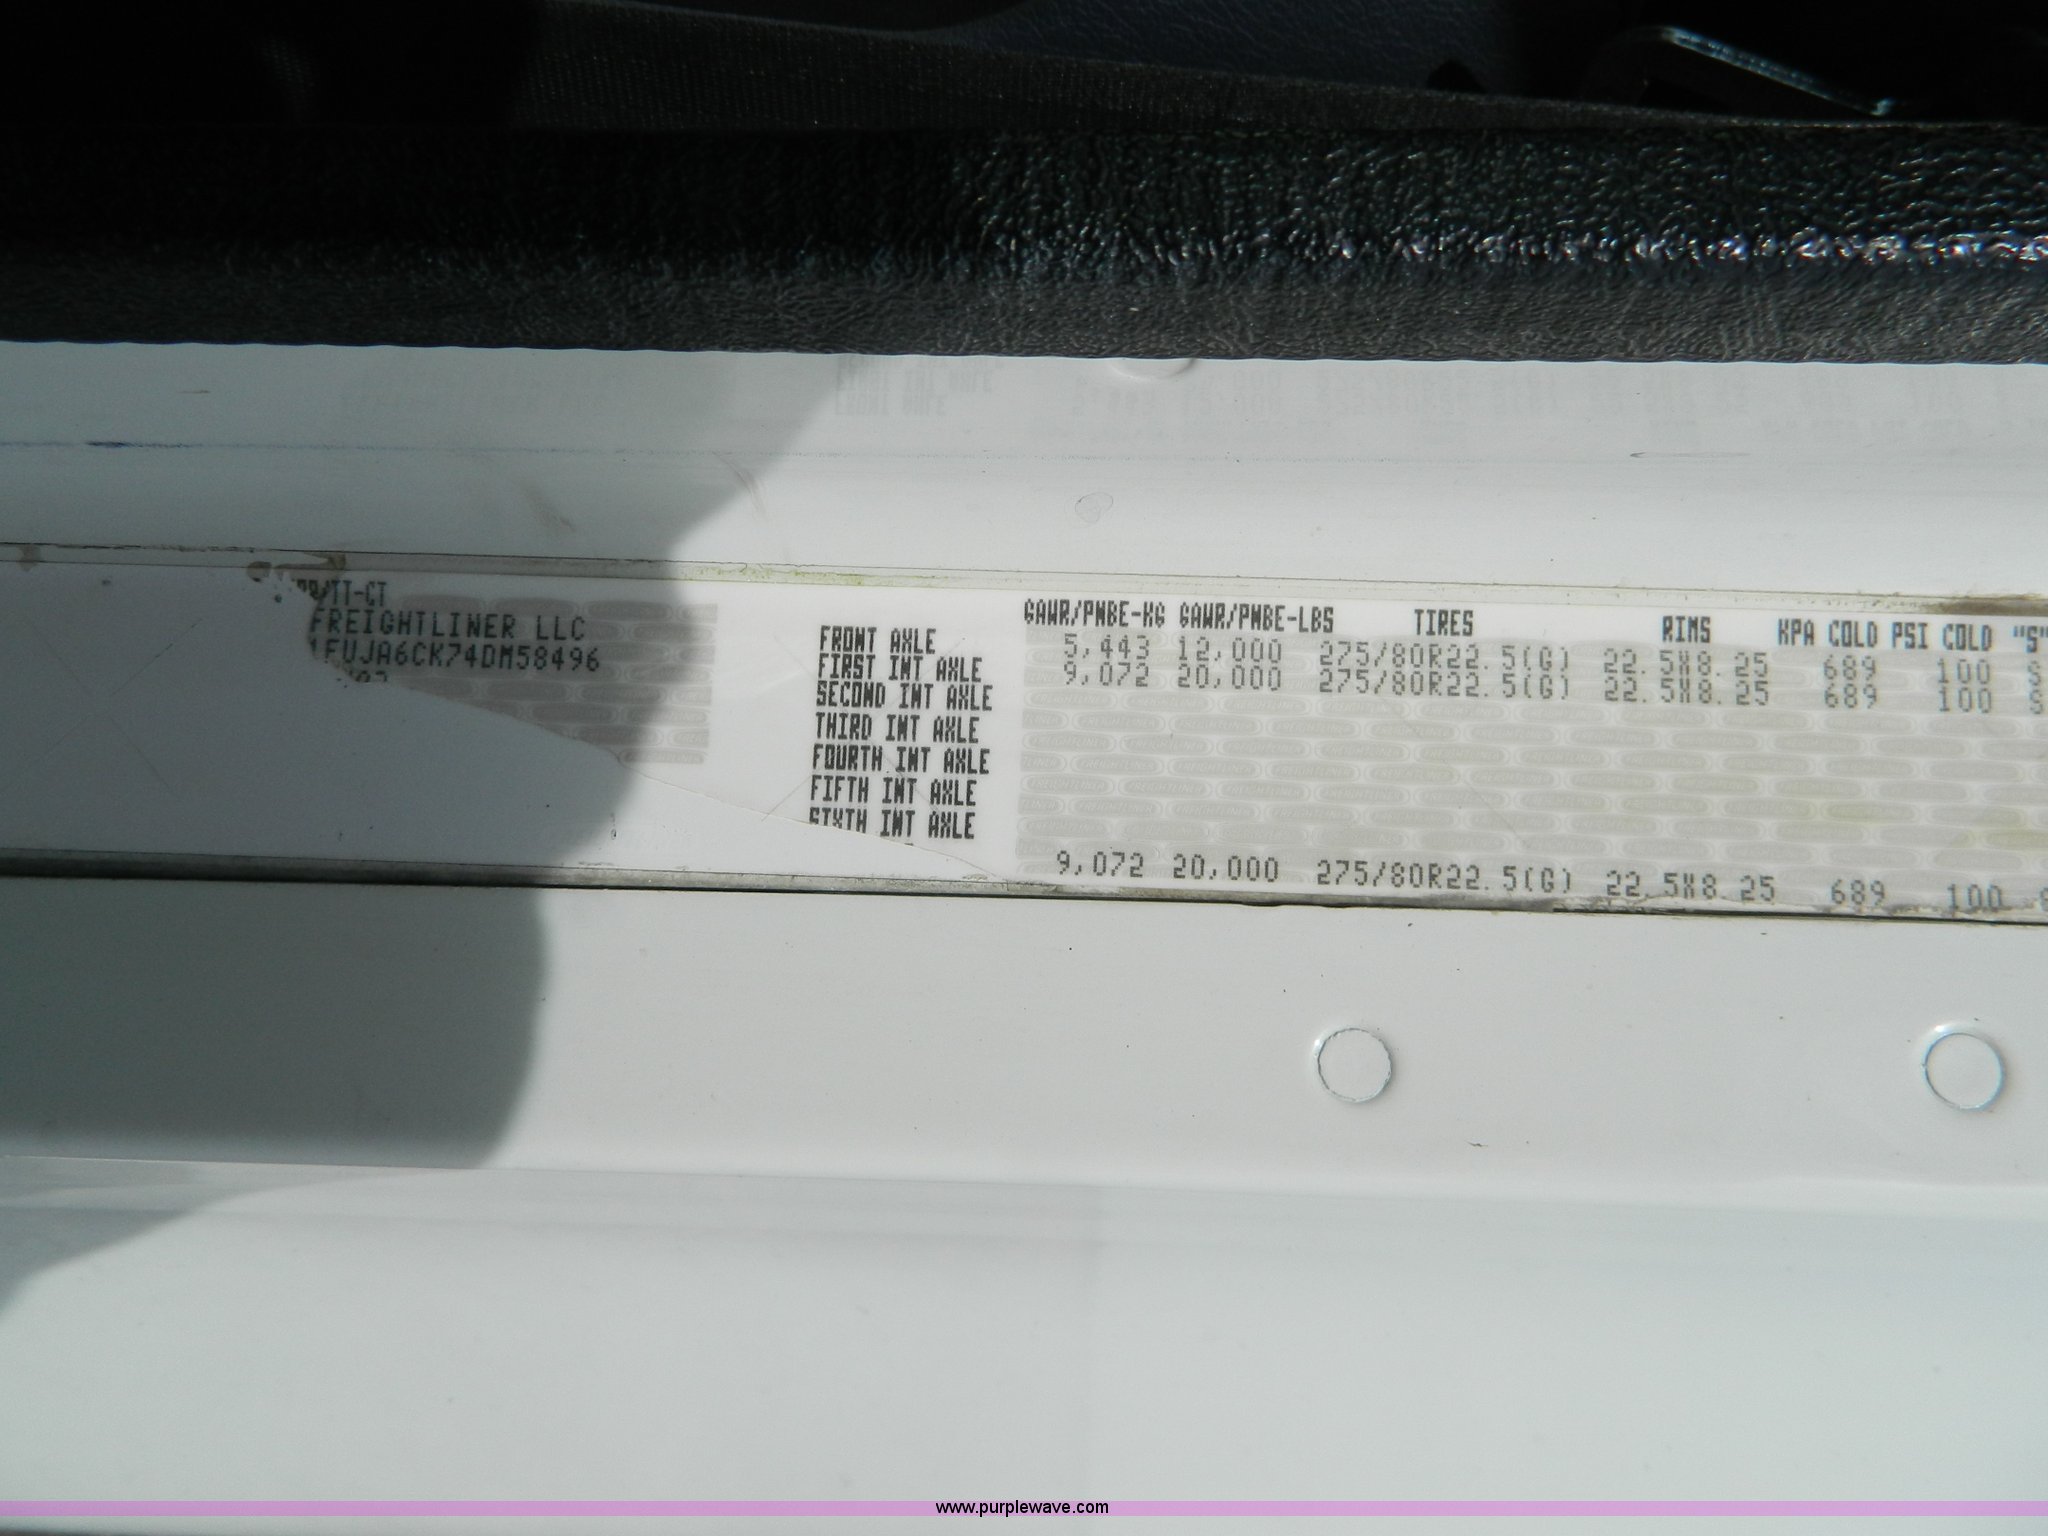 /TT-CT
FREIGHTLINER LLC
1FUJA6CK74DM58496
GAWR/PNBE-KG GAWR/PNBE-LBS TIRES RIMS KPA COLD PSI COLD "S"
FRONT AXLE 5,443 12,000 275/80R22.5(G) 22.5X8.25 689 100 S
FIRST INT AXLE 9,072 20,000 275/80R22.5(G) 22.5X8.25 689 100 S
SECOND INT AXLE
THIRD INT AXLE
FOURTH INT AXLE
FIFTH INT AXLE
SIXTH INT AXLE
9,072 20,000 275/80R22.5(G) 22.5X8.25 689 100
www.purplewave.com